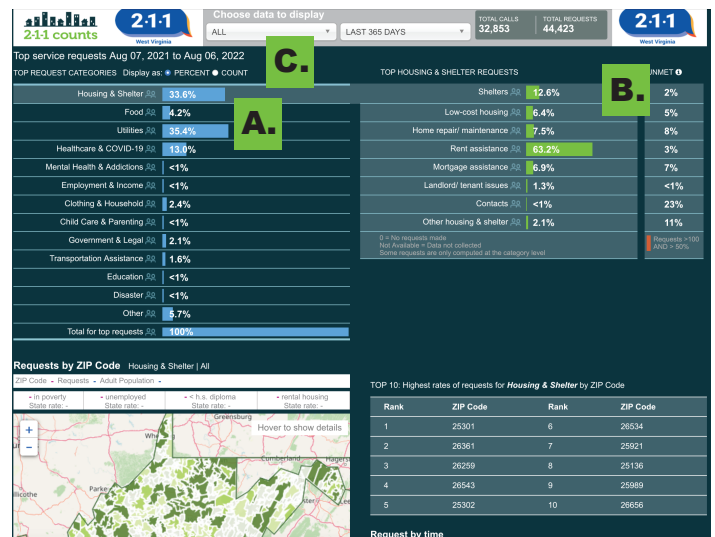 2·1·1 counts
2·1·1
West Virginia
Choose data to display
ALL
LAST 365 DAYS
TOTAL CALLS
32,853
TOTAL REQUESTS
44,423
2·1·1
West Virginia
Top service requests Aug 07, 2021 to Aug 06, 2022
C.
TOP REQUEST CATEGORIES Display as: PERCENT COUNT
Housing & Shelter 33.6%
Food 4.2%
Utilities 35.4%
A.
Healthcare & COVID-19 13.0%
Mental Health & Addictions <1%
Employment & Income <1%
Clothing & Household 2.4%
Child Care & Parenting <1%
Government & Legal 2.1%
Transportation Assistance 1.6%
Education <1%
Disaster <1%
Other 5.7%
Total for top requests 100%
TOP HOUSING & SHELTER REQUESTS
B.
Shelters 12.6% 2%
Low-cost housing 6.4% 5%
Home repair/ maintenance 7.5% 8%
Rent assistance 63.2% 3%
Mortgage assistance 6.9% 7%
Landlord/ tenant issues 1.3% <1%
Contacts <1% 23%
Other housing & shelter 2.1% 11%
0 = No requests made
Not Available = Data not collected
Some requests are only computed at the category level
Requests >100
AND > 50%
Requests by ZIP Code Housing & Shelter | All
ZIP Code - Requests - Adult Population -
- in poverty
State rate: -
- unemployed
State rate: -
- < h.s. diploma
State rate: -
- rental housing
State rate: -
Greensburg
Hover to show details
+
−
Cumberland
Parke
TOP 10: Highest rates of requests for Housing & Shelter by ZIP Code
Rank ZIP Code Rank ZIP Code
1 25301 6 26534
2 26361 7 25921
3 26259 8 25136
4 26543 9 25989
5 25302 10 26656
Request by time